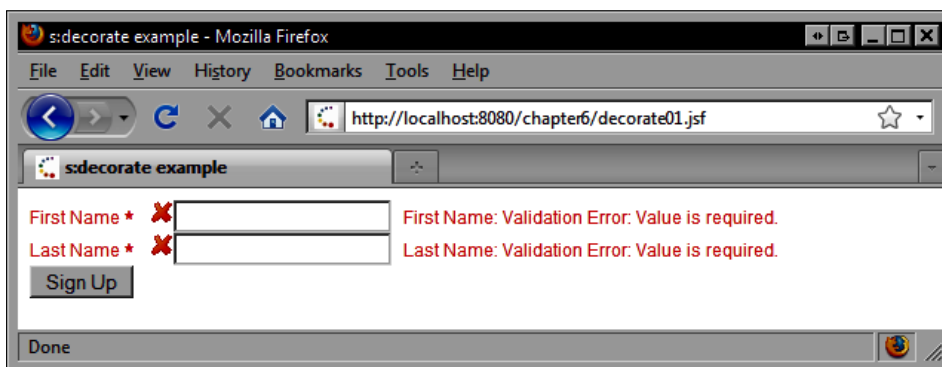 s:decorate example - Mozilla Firefox
File Edit View History Bookmarks Tools Help
http://localhost:8080/chapter6/decorate01.jsf
s:decorate example
First Name * First Name: Validation Error: Value is required.
Last Name * Last Name: Validation Error: Value is required.
Sign Up
Done